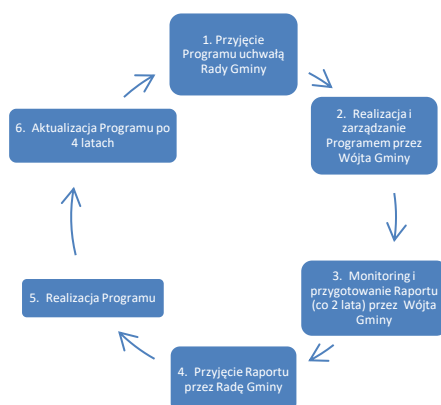 1. Przyjęcie
Programu uchwałą
Rady Gminy
2. Realizacja i
zarządzanie
Programem przez
Wójta Gminy
3. Monitoring i
przygotowanie Raportu
(co 2 lata) przez Wójta
Gminy
4. Przyjęcie Raportu
przez Radę Gminy
5. Realizacja Programu
6. Aktualizacja Programu po
4 latach